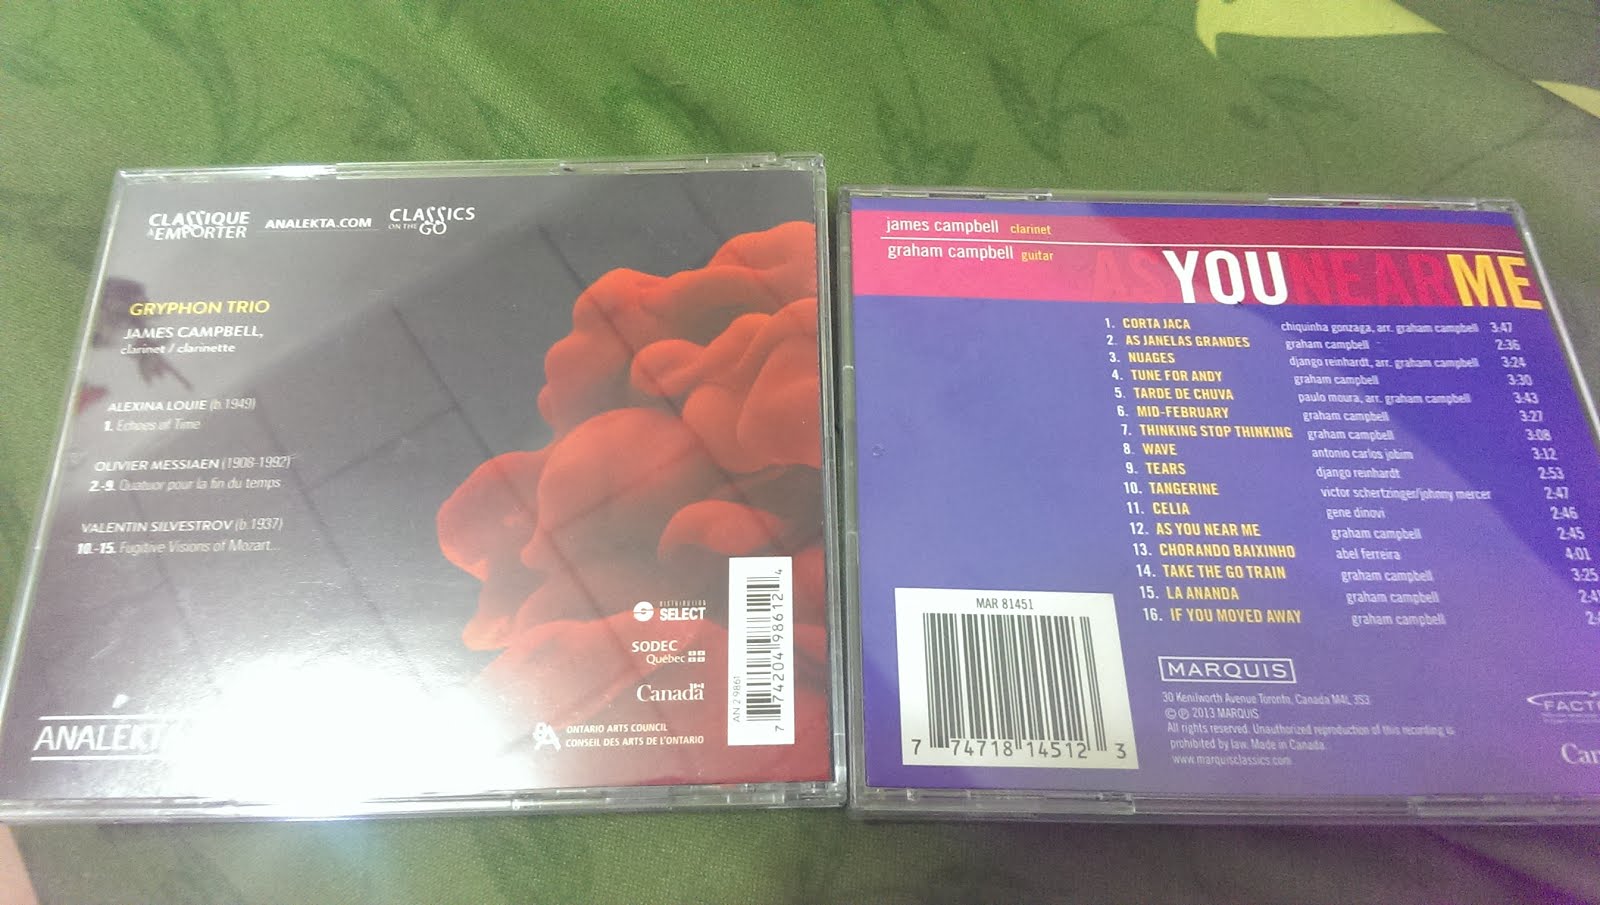 CLASSIQUE
À EMPORTER
ANALEKTA.COM
CLASSICS
ON THE GO
GRYPHON TRIO
JAMES CAMPBELL,
clarinet / clarinette
ALEXINA LOUIE (b.1949)
1. Echoes of Time
OLIVIER MESSIAEN (1908-1992)
2.-9. Quatuor pour la fin du temps
VALENTIN SILVESTROV (b.1937)
10.-15. Fugitive Visions of Mozart...
DISTRIBUTION
SELECT
SODEC
Québec
Canada
ONTARIO ARTS COUNCIL
CONSEIL DES ARTS DE L'ONTARIO
ANALEKTA
AN 2 9861
7 74204 98612 4
james campbell clarinet
graham campbell guitar
AS YOU NEAR ME
1. CORTA JACA chiquinha gonzaga, arr. graham campbell 3:47
2. AS JANELAS GRANDES graham campbell 2:36
3. NUAGES django reinhardt, arr. graham campbell 3:24
4. TUNE FOR ANDY graham campbell 3:30
5. TARDE DE CHUVA paulo moura, arr. graham campbell 3:43
6. MID-FEBRUARY graham campbell 3:27
7. THINKING STOP THINKING graham campbell 3:08
8. WAVE antonio carlos jobim 3:12
9. TEARS django reinhardt 2:53
10. TANGERINE victor schertzinger/johnny mercer 2:47
11. CELIA gene dinovi 2:46
12. AS YOU NEAR ME graham campbell 2:45
13. CHORANDO BAIXINHO abel ferreira 4:01
14. TAKE THE GO TRAIN graham campbell 3:25
15. LA ANANDA graham campbell
16. IF YOU MOVED AWAY graham campbell
MAR 81451
7 74718 14512 3
MARQUIS
30 Kenilworth Avenue Toronto, Canada M4L 3S3
© ℗ 2013 MARQUIS
All rights reserved. Unauthorized reproduction of this recording is
prohibited by law. Made in Canada.
www.marquisclassics.com